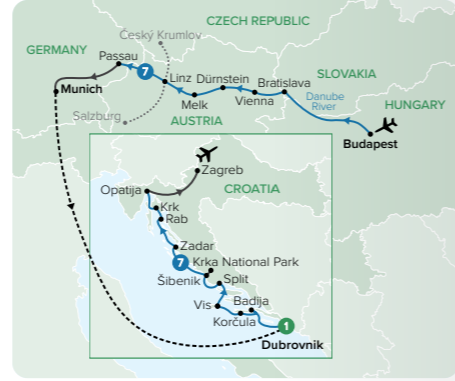 CZECH REPUBLIC
Český Krumlov
GERMANY
Passau
7
Linz
Dürnstein
Bratislava
SLOVAKIA
Munich
Melk
Vienna
Danube
River
HUNGARY
Salzburg
AUSTRIA
Budapest
Zagreb
Opatija
CROATIA
Krk
Rab
Zadar
7
Krka National Park
Šibenik
Split
Vis
Badija
Korčula
1
Dubrovnik